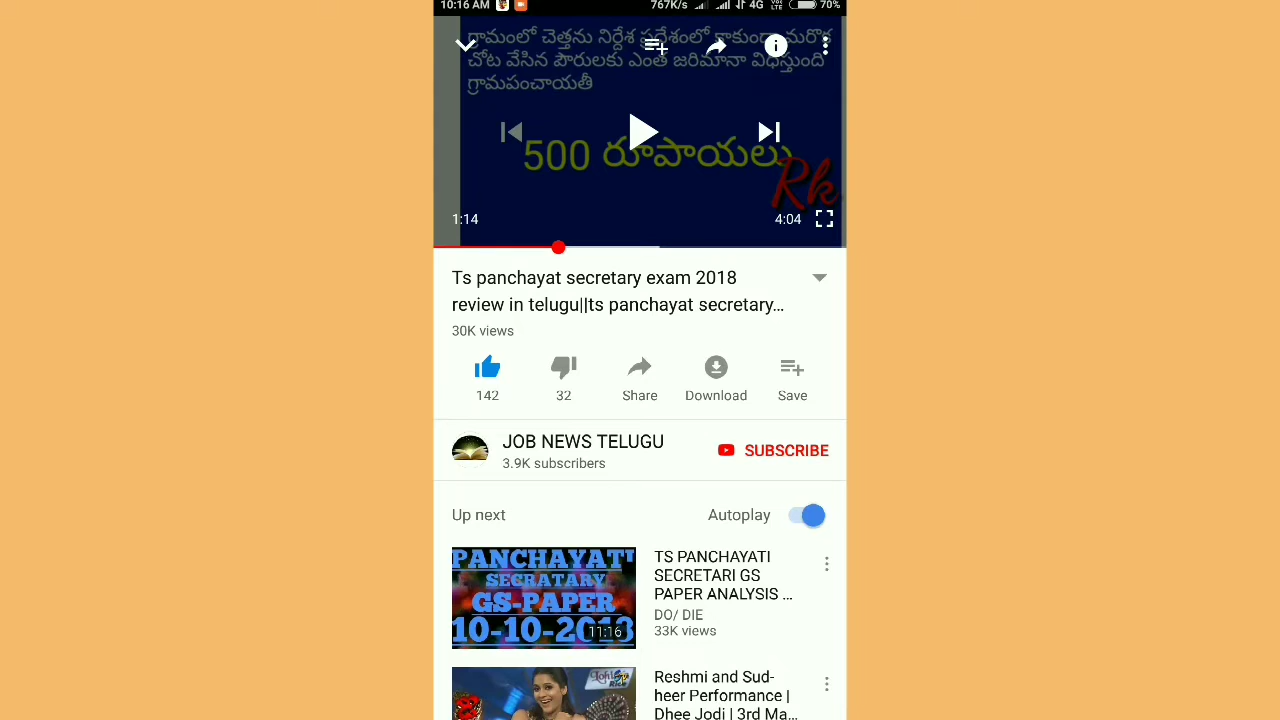 10:16 AM
767K/s
4G
VoLTE
70%
గ్రామంలో చెత్తను నిర్దేశ ప్రదేశంలో కాకుండా మరొక
చోట వేసిన పౌరులకు ఎంత జరిమానా విధిస్తుంది
గ్రామపంచాయతీ
500 రూపాయలు
Rk
1:14
4:04
Ts panchayat secretary exam 2018
review in telugu||ts panchayat secretary...
30K views
142
32
Share
Download
Save
JOB NEWS TELUGU
3.9K subscribers
SUBSCRIBE
Up next
Autoplay
PANCHAYATI
SECRATARY
GS-PAPER
10-10-2018
11:16
TS PANCHAYATI
SECRETARI GS
PAPER ANALYSIS ...
DO/ DIE
33K views
Reshmi and Sud-
heer Performance |
Dhee Jodi | 3rd Ma...